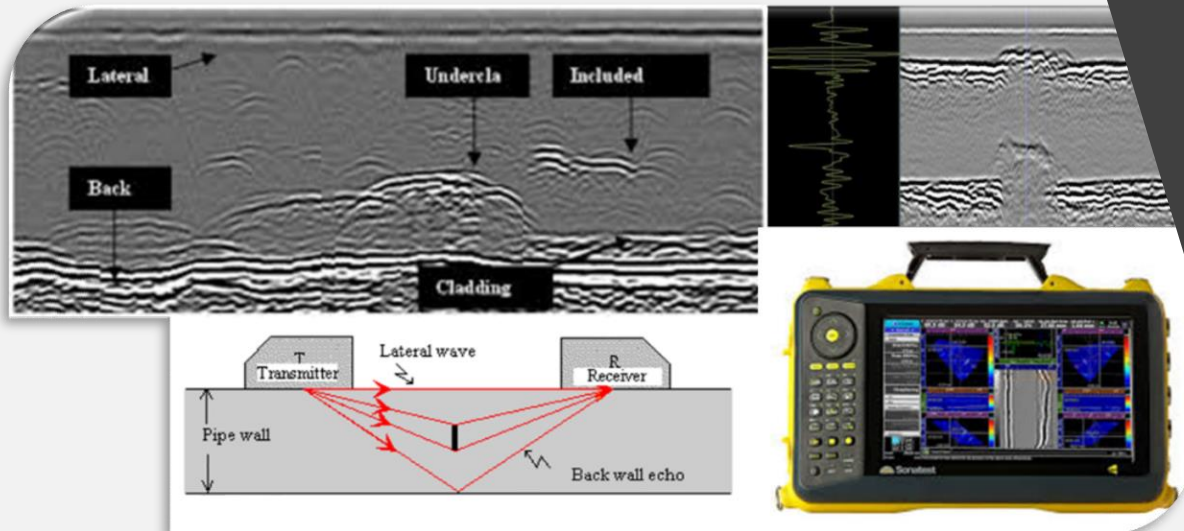 Lateral
Undercla
Included
Back
Cladding
T
Transmitter
Lateral wave
R
Receiver
Pipe wall
Back wall echo
Sonatest